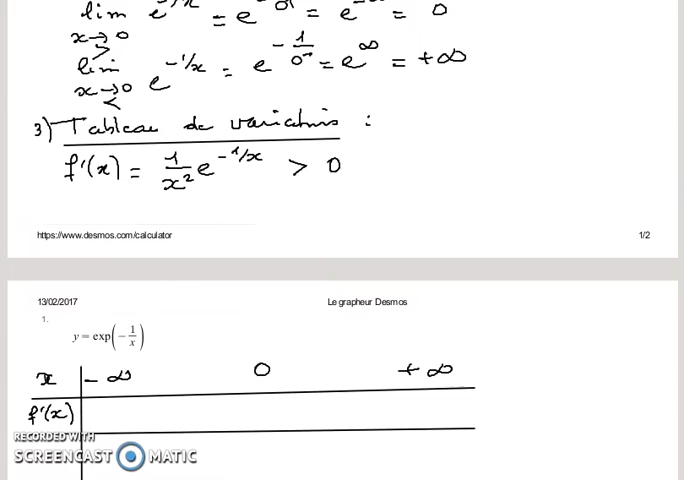 lim e^-1/x = e^-1/0⁺ = e^-∞ = 0
x→0
>
lim e^-1/x = e^-1/0⁻ = e^∞ = +∞
x→0
<
3) Tableau de variations :
f'(x) = 1/x² e^-1/x > 0
https://www.desmos.com/calculator 1/2
13/02/2017 Le grapheur Desmos
1.
y = exp(-1/x)
x -∞ 0 +∞
f'(x)
RECORDED WITH
SCREENCAST MATIC